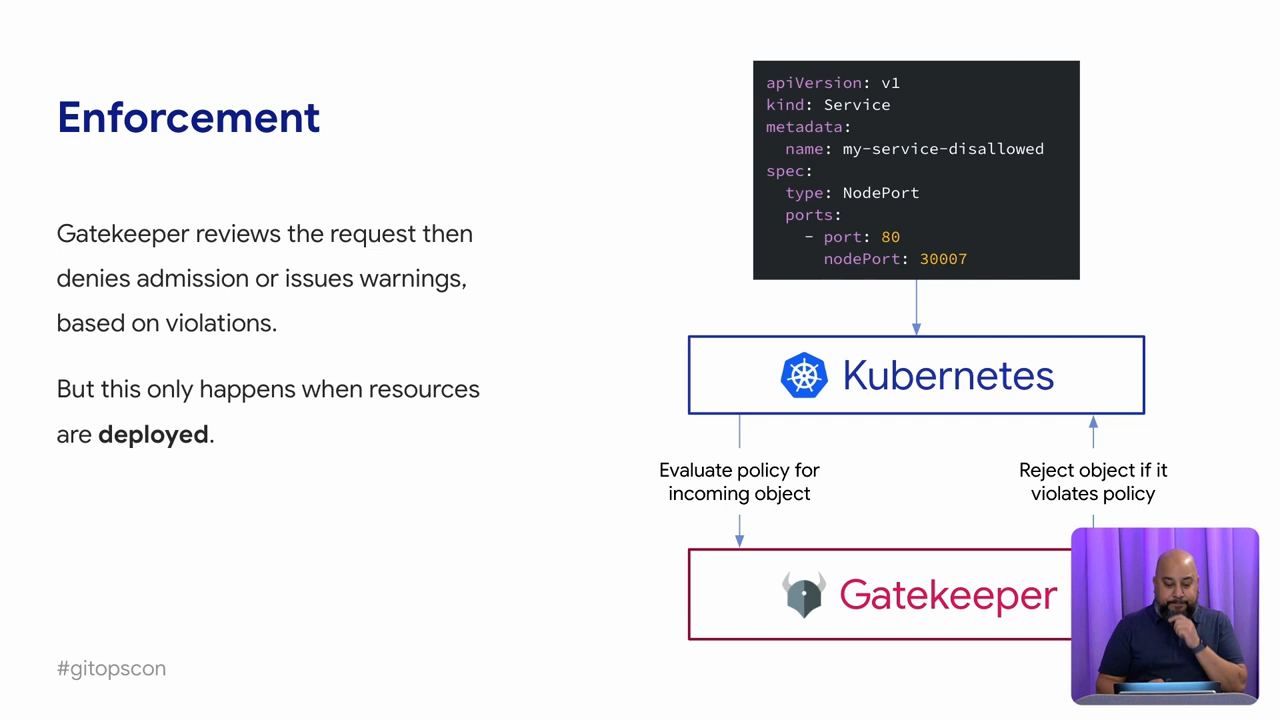 Enforcement
Gatekeeper reviews the request then
denies admission or issues warnings,
based on violations.
But this only happens when resources
are deployed.
#gitopscon
apiVersion: v1
kind: Service
metadata:
  name: my-service-disallowed
spec:
  type: NodePort
  ports:
    - port: 80
      nodePort: 30007
Kubernetes
Evaluate policy for
incoming object
Reject object if it
violates policy
Gatekeeper